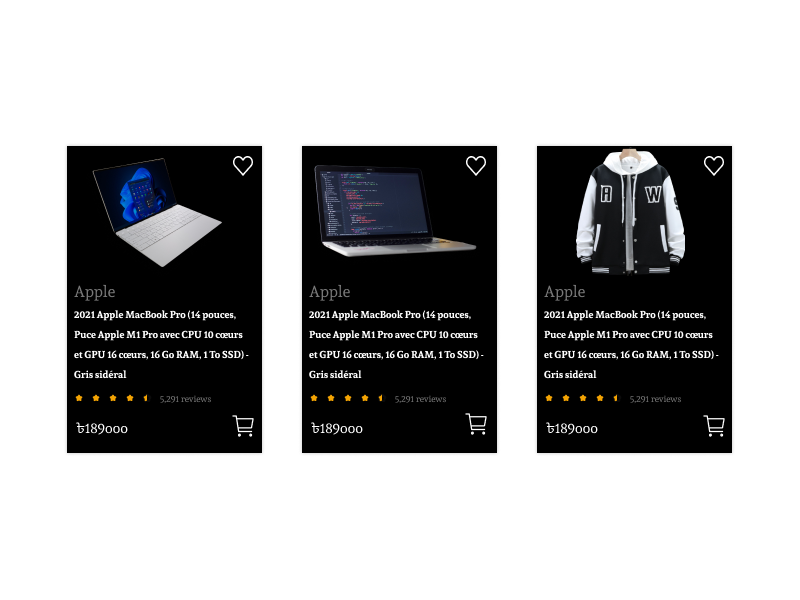 Apple
2021 Apple MacBook Pro (14 pouces,
Puce Apple M1 Pro avec CPU 10 cœurs
et GPU 16 cœurs, 16 Go RAM, 1 To SSD) -
Gris sidéral
5,291 reviews
৳189000
Apple
2021 Apple MacBook Pro (14 pouces,
Puce Apple M1 Pro avec CPU 10 cœurs
et GPU 16 cœurs, 16 Go RAM, 1 To SSD) -
Gris sidéral
5,291 reviews
৳189000
A W
Apple
2021 Apple MacBook Pro (14 pouces,
Puce Apple M1 Pro avec CPU 10 cœurs
et GPU 16 cœurs, 16 Go RAM, 1 To SSD) -
Gris sidéral
5,291 reviews
৳189000